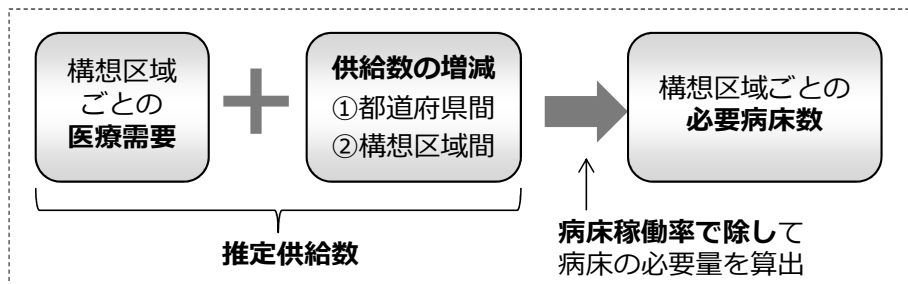 構想区域
ごとの
医療需要
供給数の増減
①都道府県間
②構想区域間
構想区域ごとの
必要病床数
推定供給数
病床稼働率で除して
病床の必要量を算出